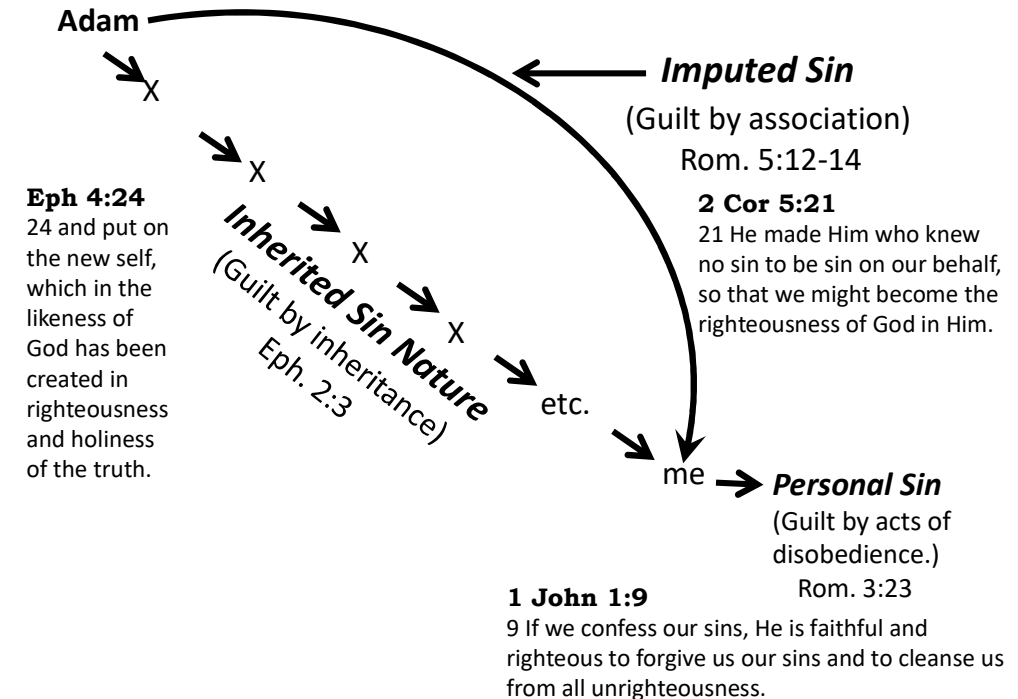 Adam
X
X
X
X
etc.
me
Imputed Sin
(Guilt by association)
Rom. 5:12-14
2 Cor 5:21
21 He made Him who knew
no sin to be sin on our behalf,
so that we might become the
righteousness of God in Him.
Eph 4:24
24 and put on
the new self,
which in the
likeness of
God has been
created in
righteousness
and holiness
of the truth.
Inherited Sin Nature
(Guilt by inheritance)
Eph. 2:3
Personal Sin
(Guilt by acts of
disobedience.)
Rom. 3:23
1 John 1:9
9 If we confess our sins, He is faithful and
righteous to forgive us our sins and to cleanse us
from all unrighteousness.